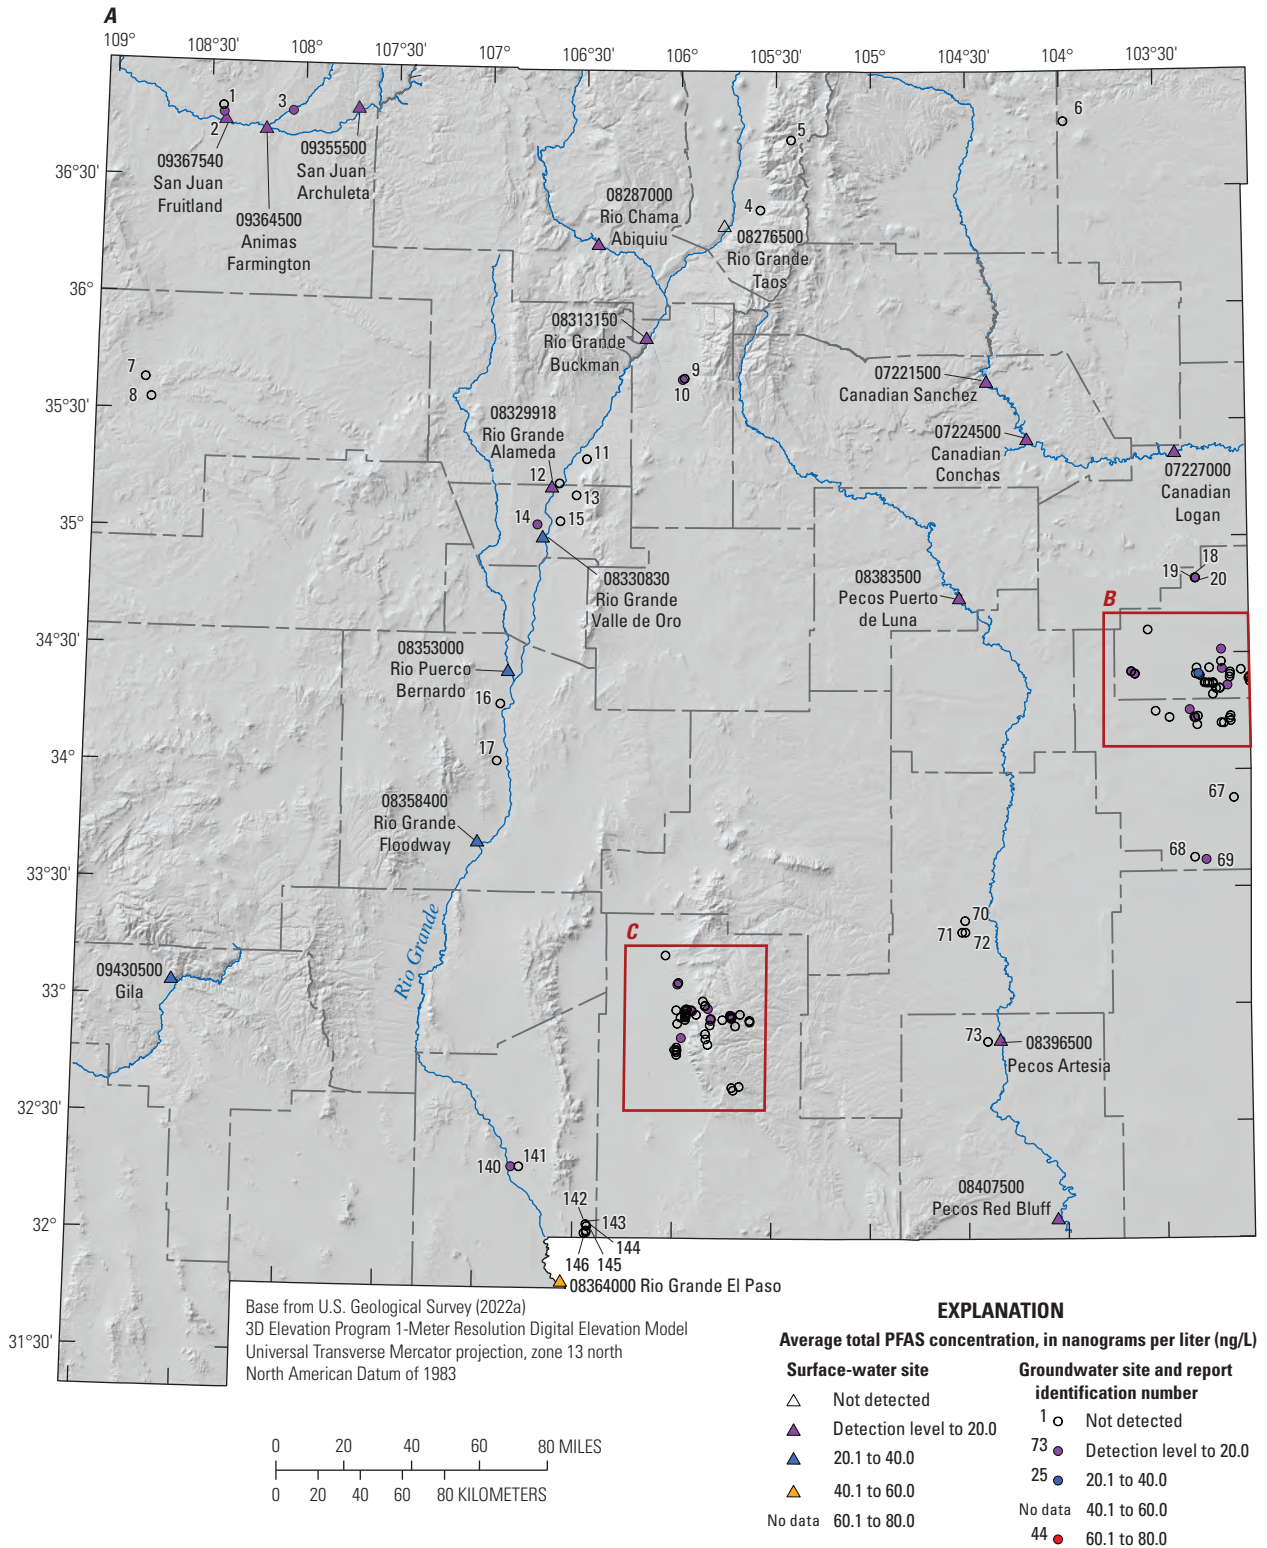 A
109°
108°30'
108°
107°30'
107°
106°30'
106°
105°30'
105°
104°30'
104°
103°30'
1
3
2
6
5
09367540
San Juan
Fruitland
09355500
San Juan
Archuleta
36°30'
09364500
Animas
Farmington
08287000
Rio Chama
Abiquiu
4
08276500
Rio Grande
Taos
36°
08313150
Rio Grande
Buckman
7
8
9
10
07221500
Canadian Sanchez
35°30'
08329918
Rio Grande
Alameda
07224500
Canadian
Conchas
11
12
13
07227000
Canadian
Logan
14
15
35°
18
19
20
08330830
Rio Grande
Valle de Oro
08383500
Pecos Puerto
de Luna
B
34°30'
08353000
Rio Puerco
Bernardo
16
17
34°
67
08358400
Rio Grande
Floodway
68
69
33°30'
Rio Grande
70
71
72
C
09430500
Gila
33°
73
08396500
Pecos Artesia
32°30'
140
141
08407500
Pecos Red Bluff
142
143
144
32°
146
145
08364000 Rio Grande El Paso
31°30'
Base from U.S. Geological Survey (2022a)
3D Elevation Program 1-Meter Resolution Digital Elevation Model
Universal Transverse Mercator projection, zone 13 north
North American Datum of 1983
0 20 40 60 80 MILES
0 20 40 60 80 KILOMETERS
EXPLANATION
Average total PFAS concentration, in nanograms per liter (ng/L)
Surface-water site
Not detected
Detection level to 20.0
20.1 to 40.0
40.1 to 60.0
No data 60.1 to 80.0
Groundwater site and report
identification number
1 Not detected
73 Detection level to 20.0
25 20.1 to 40.0
No data 40.1 to 60.0
44 60.1 to 80.0